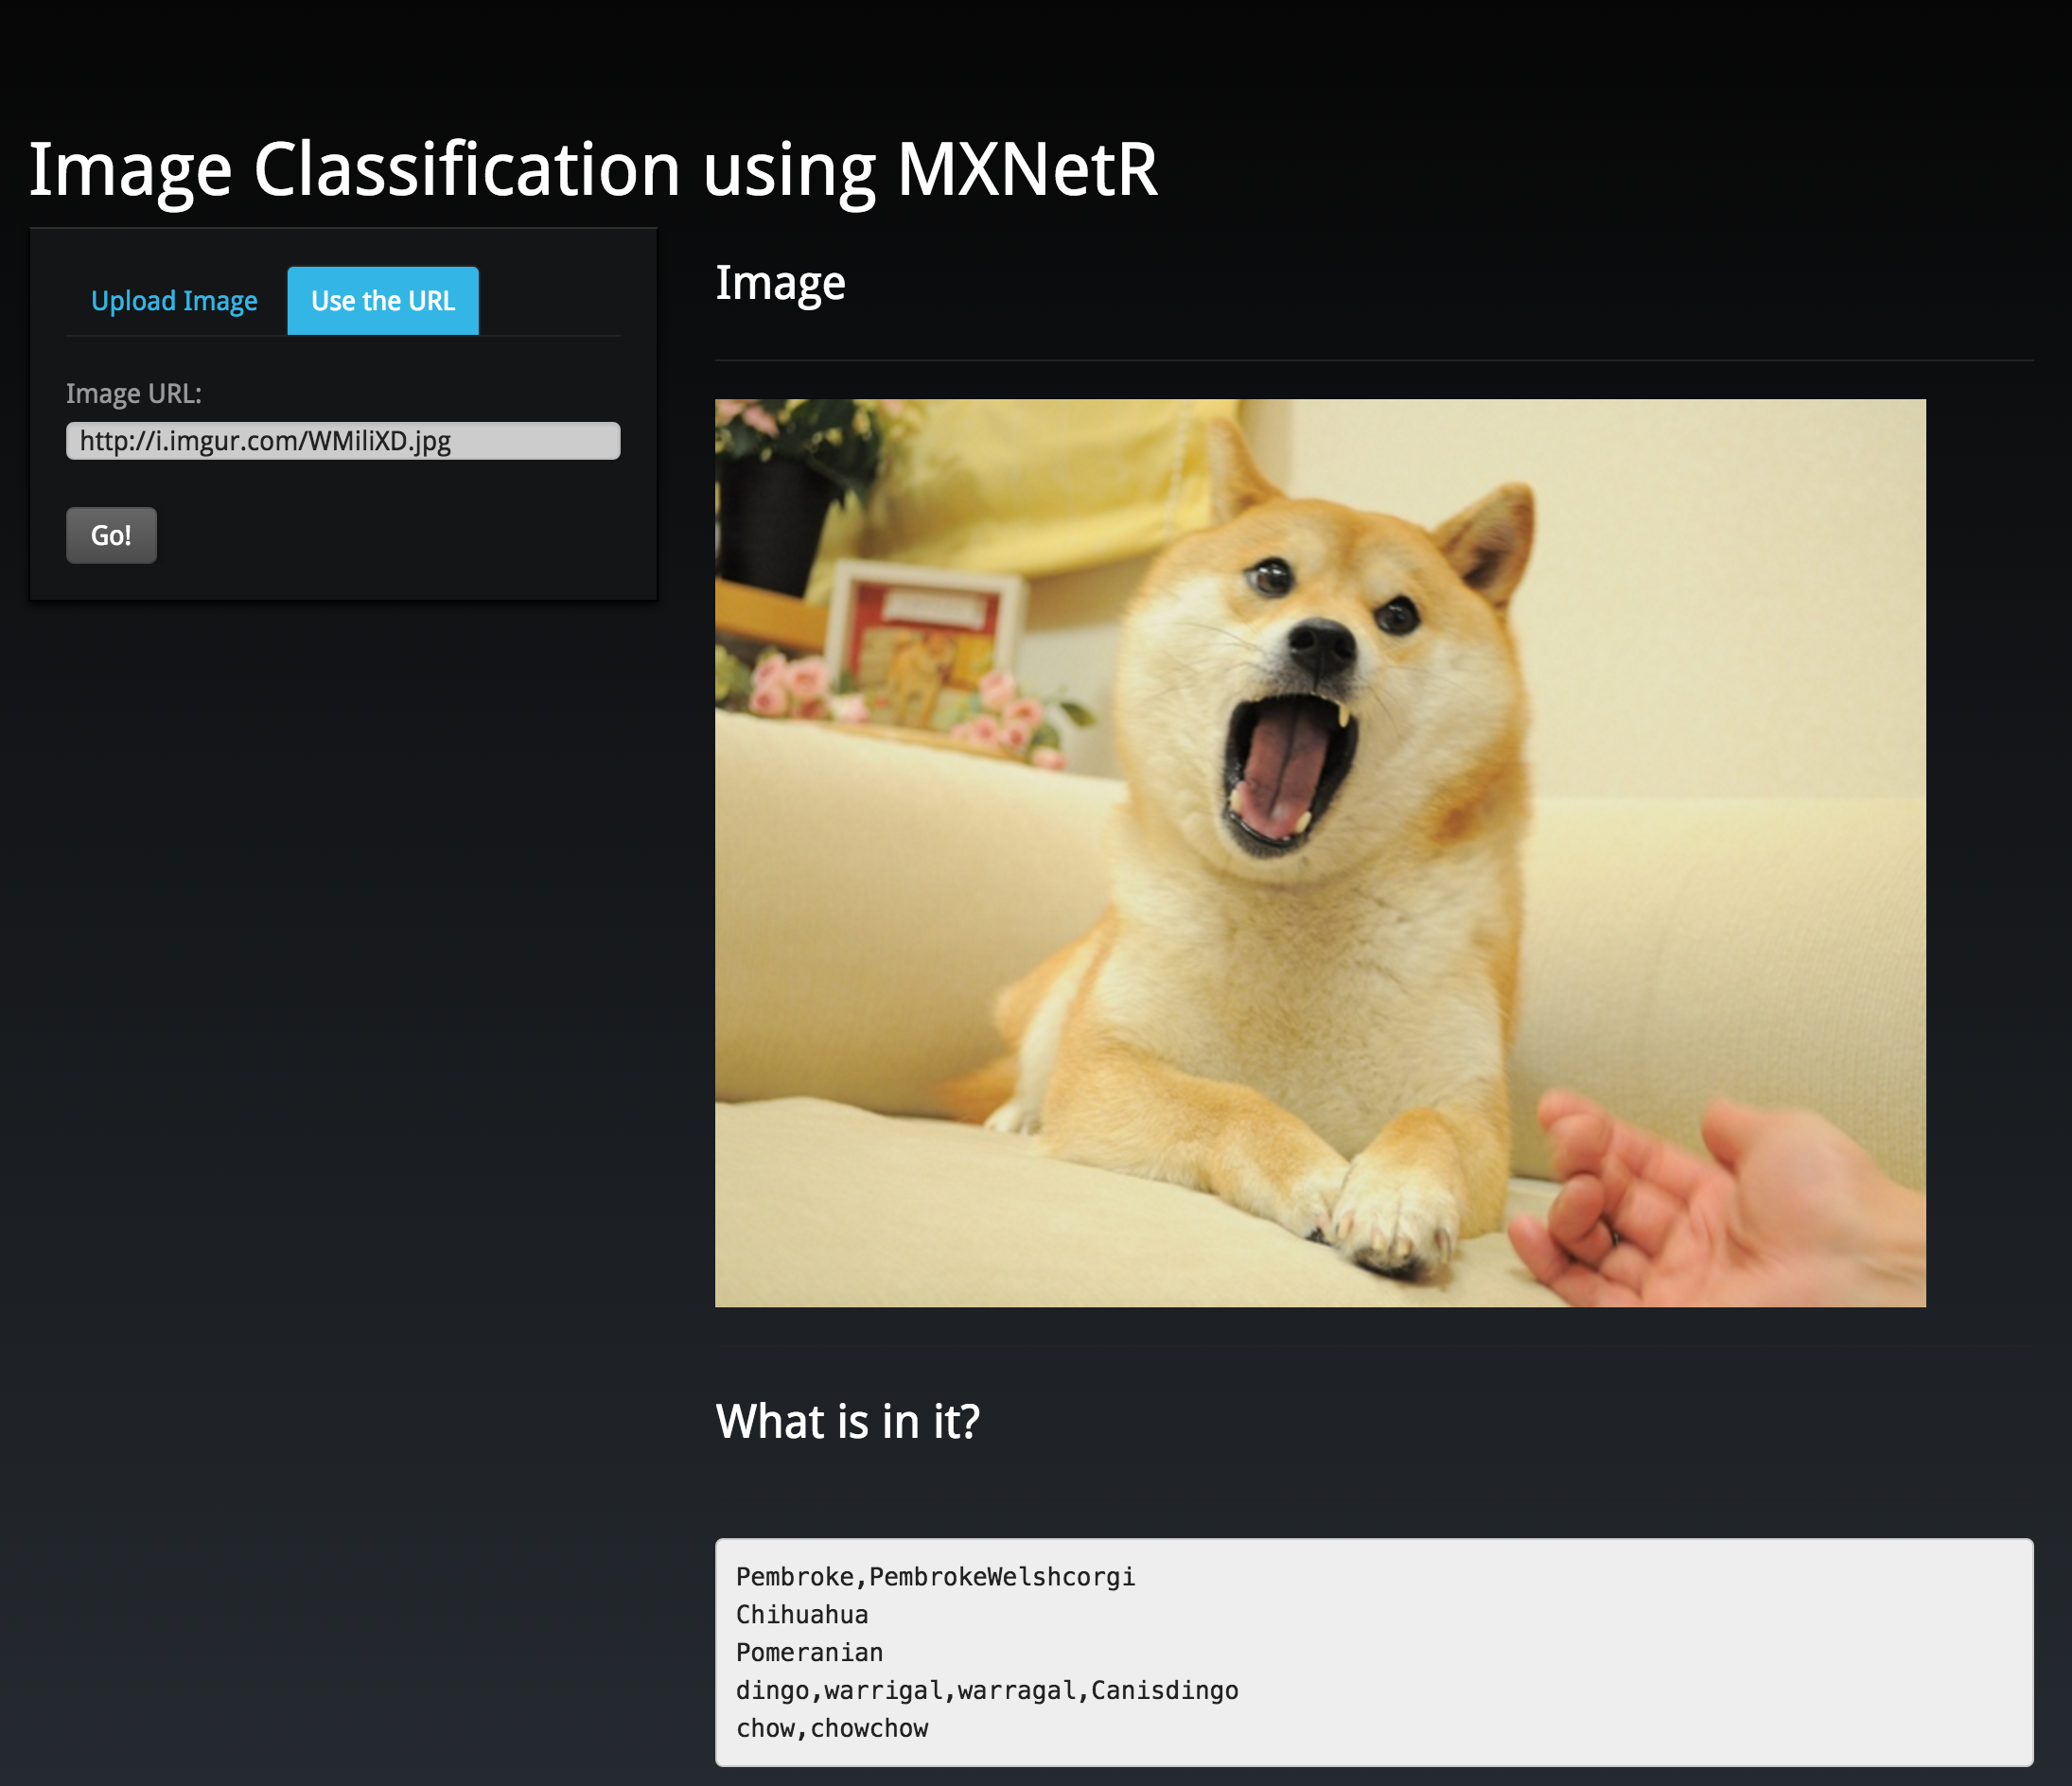 Image Classification using MXNetR
Upload Image
Use the URL
Image URL:
http://i.imgur.com/WMiliXD.jpg
Go!
Image
What is in it?
Pembroke,PembrokeWelshcorgi
Chihuahua
Pomeranian
dingo,warrigal,warragal,Canisdingo
chow,chowchow